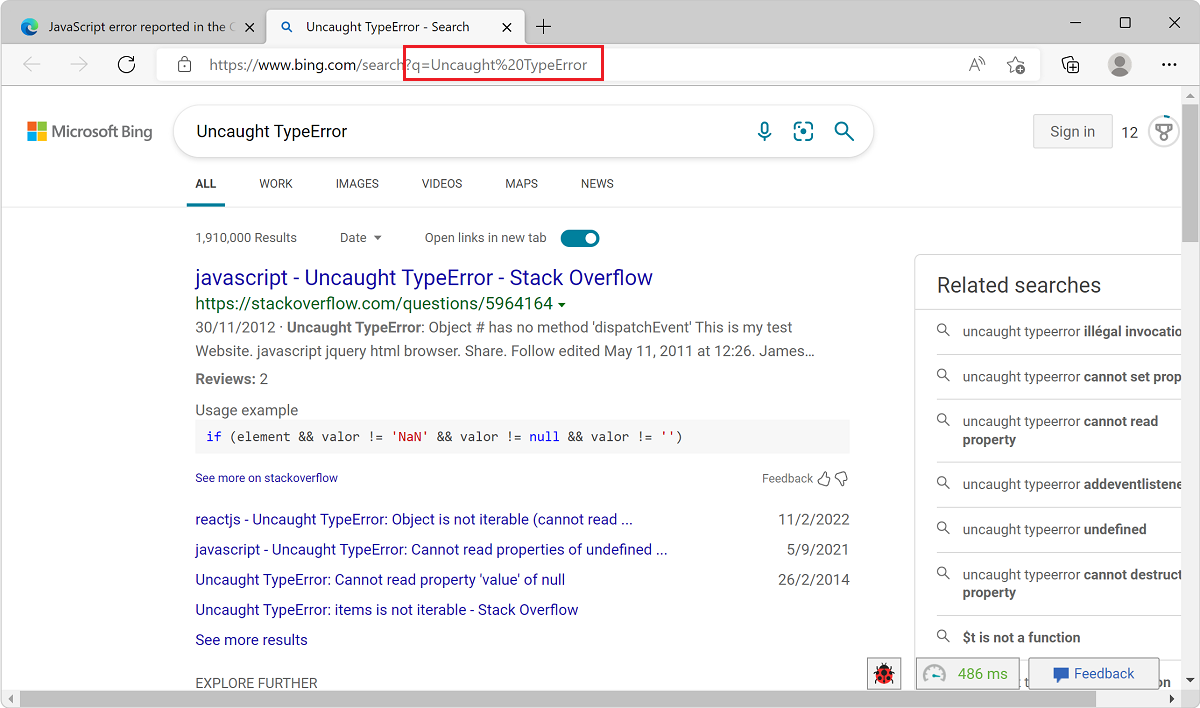 JavaScript error reported in the
Uncaught TypeError - Search
https://www.bing.com/search?q=Uncaught%20TypeError
Microsoft Bing
Uncaught TypeError
Sign in
12
ALL
WORK
IMAGES
VIDEOS
MAPS
NEWS
1,910,000 Results
Date
Open links in new tab
javascript - Uncaught TypeError - Stack Overflow
https://stackoverflow.com/questions/5964164
30/11/2012 · Uncaught TypeError: Object # has no method 'dispatchEvent' This is my test
Website. javascript jquery html browser. Share. Follow edited May 11, 2011 at 12:26. James…
Reviews: 2
Usage example
if (element && valor != 'NaN' && valor != null && valor != '')
See more on stackoverflow
Feedback
reactjs - Uncaught TypeError: Object is not iterable (cannot read ...
11/2/2022
javascript - Uncaught TypeError: Cannot read properties of undefined ...
5/9/2021
Uncaught TypeError: Cannot read property 'value' of null
26/2/2014
Uncaught TypeError: items is not iterable - Stack Overflow
See more results
EXPLORE FURTHER
Related searches
uncaught typeerror illégal invocatio
uncaught typeerror cannot set prop
uncaught typeerror cannot read
property
uncaught typeerror addeventlistene
uncaught typeerror undefined
uncaught typeerror cannot destruct
property
$t is not a function
486 ms
Feedback